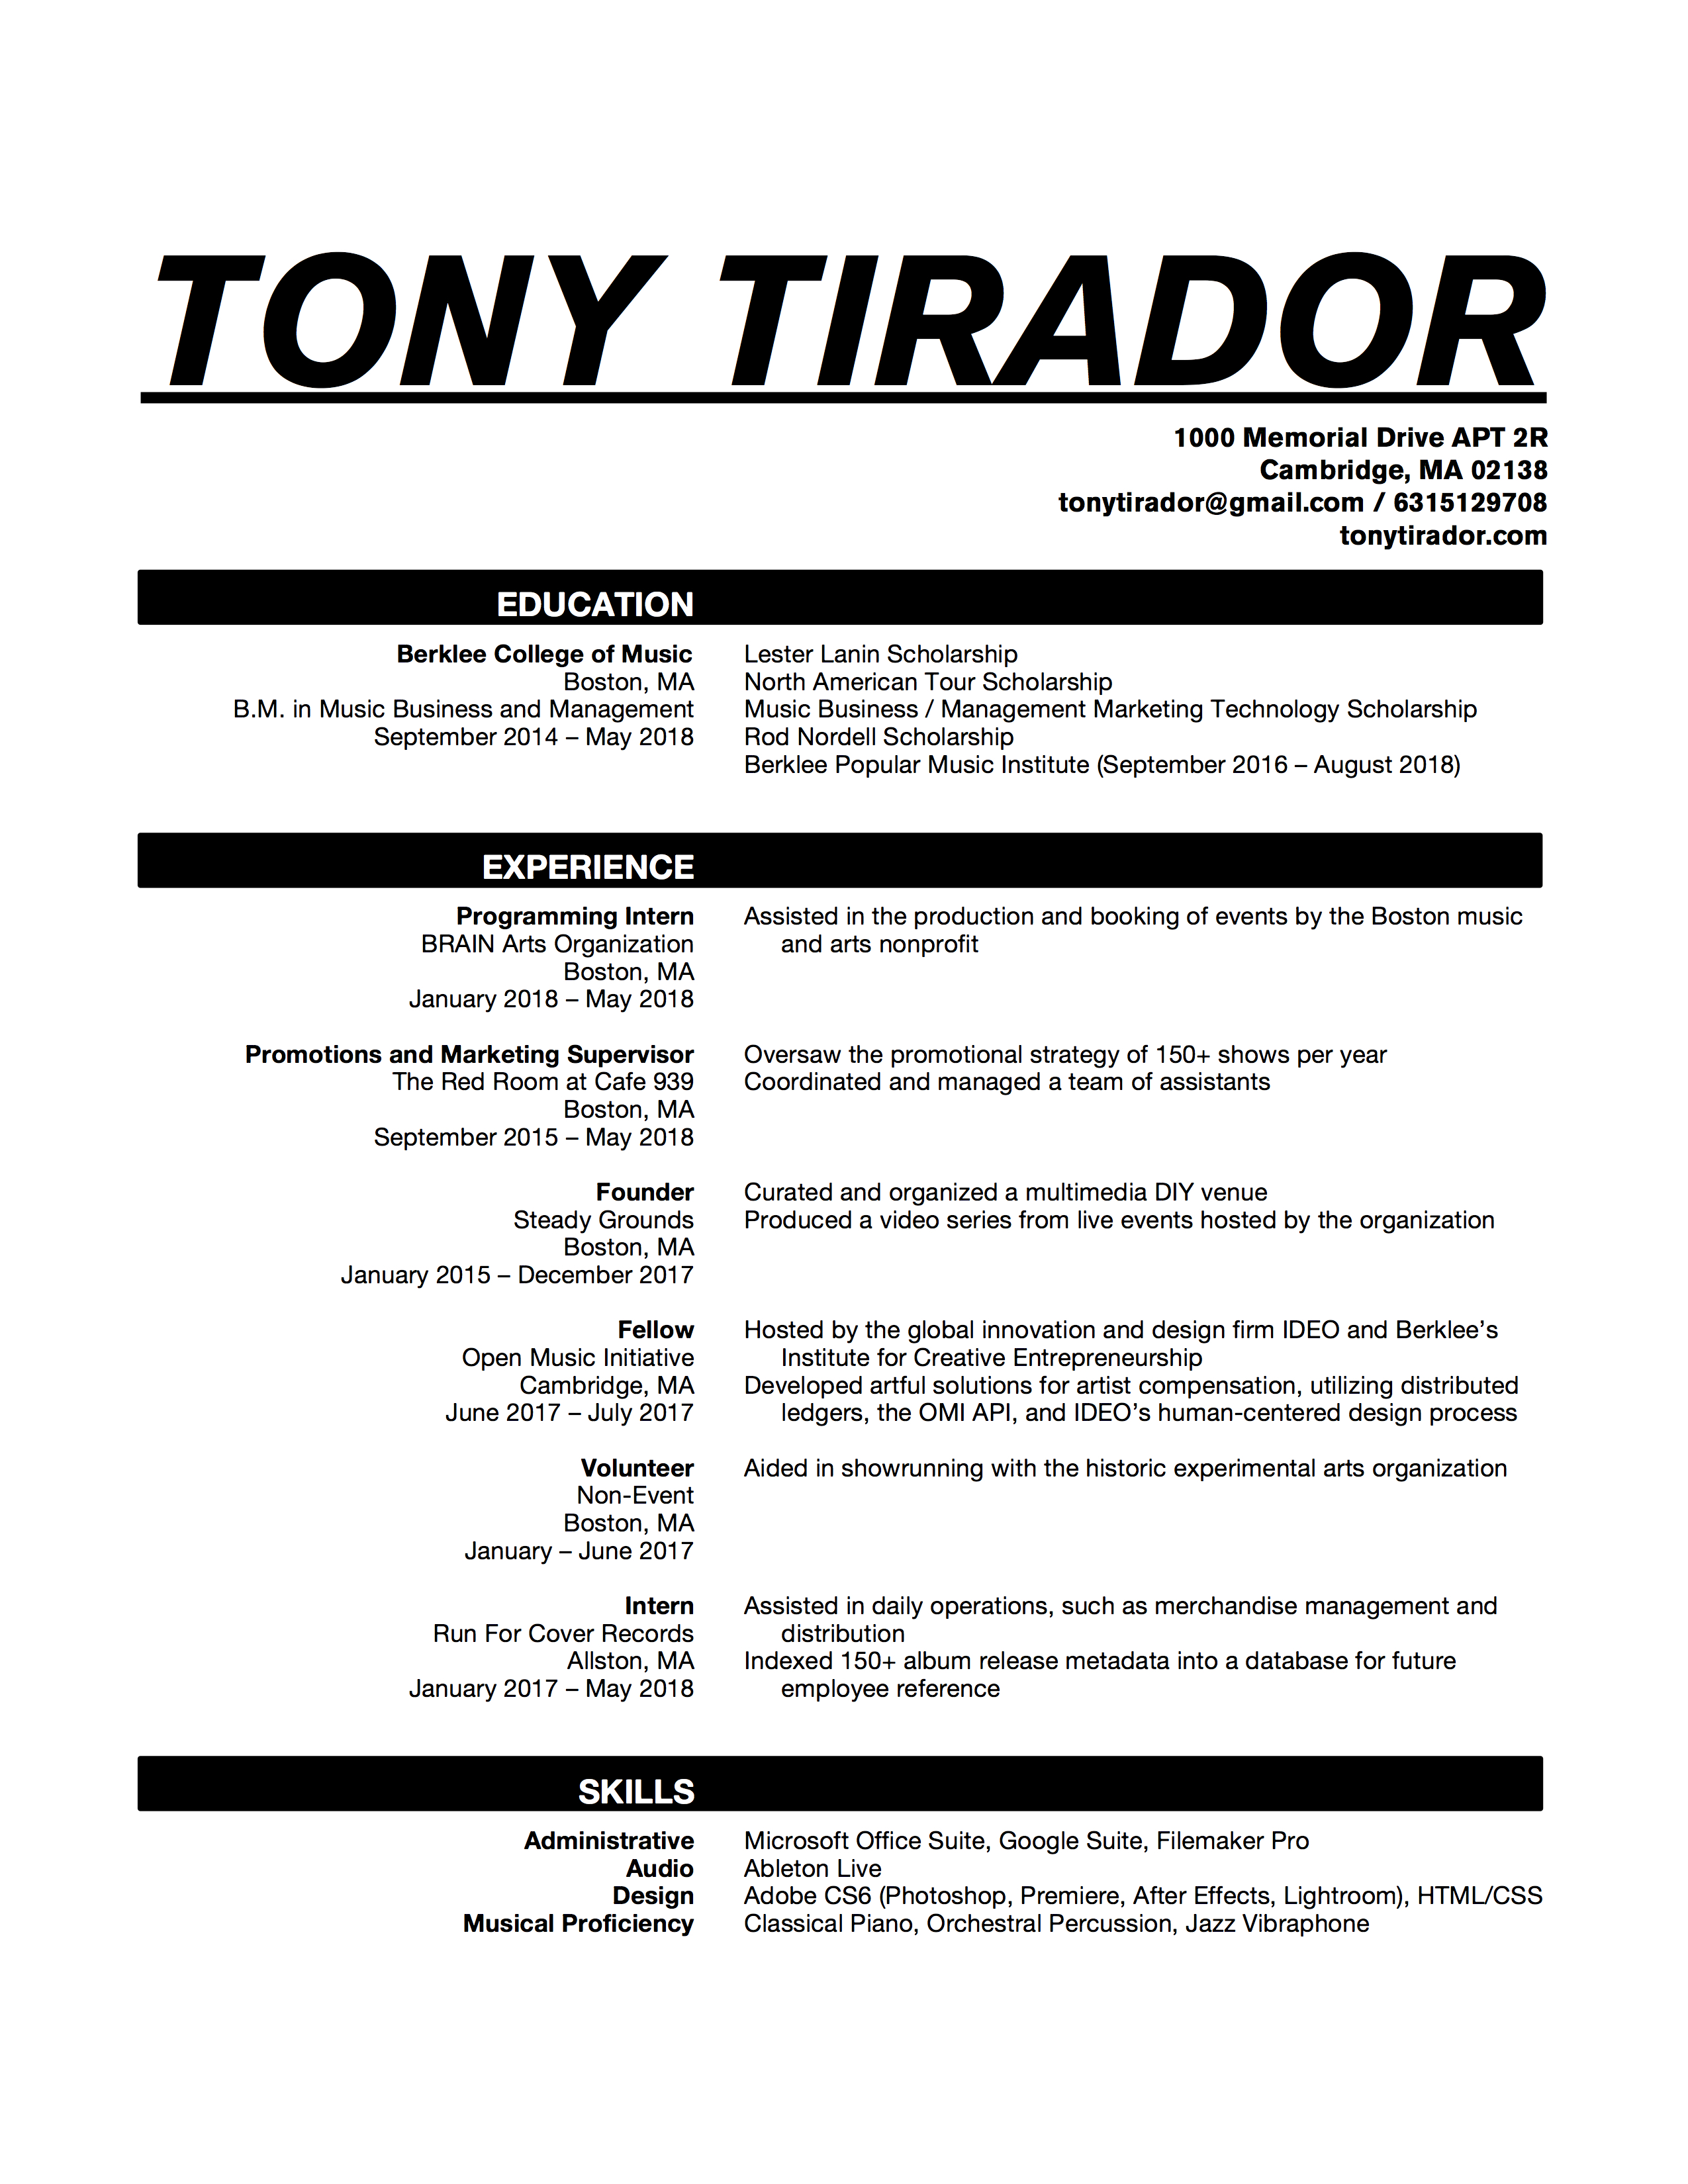 TONY TIRADOR
1000 Memorial Drive APT 2R
Cambridge, MA 02138
tonytirador@gmail.com / 6315129708
tonytirador.com
EDUCATION
Berklee College of Music
Boston, MA
B.M. in Music Business and Management
September 2014 – May 2018
Lester Lanin Scholarship
North American Tour Scholarship
Music Business / Management Marketing Technology Scholarship
Rod Nordell Scholarship
Berklee Popular Music Institute (September 2016 – August 2018)
EXPERIENCE
Programming Intern
BRAIN Arts Organization
Boston, MA
January 2018 – May 2018
Assisted in the production and booking of events by the Boston music
and arts nonprofit
Promotions and Marketing Supervisor
The Red Room at Cafe 939
Boston, MA
September 2015 – May 2018
Oversaw the promotional strategy of 150+ shows per year
Coordinated and managed a team of assistants
Founder
Steady Grounds
Boston, MA
January 2015 – December 2017
Curated and organized a multimedia DIY venue
Produced a video series from live events hosted by the organization
Fellow
Open Music Initiative
Cambridge, MA
June 2017 – July 2017
Hosted by the global innovation and design firm IDEO and Berklee’s
Institute for Creative Entrepreneurship
Developed artful solutions for artist compensation, utilizing distributed
ledgers, the OMI API, and IDEO’s human-centered design process
Volunteer
Non-Event
Boston, MA
January – June 2017
Aided in showrunning with the historic experimental arts organization
Intern
Run For Cover Records
Allston, MA
January 2017 – May 2018
Assisted in daily operations, such as merchandise management and
distribution
Indexed 150+ album release metadata into a database for future
employee reference
SKILLS
Administrative
Audio
Design
Musical Proficiency
Microsoft Office Suite, Google Suite, Filemaker Pro
Ableton Live
Adobe CS6 (Photoshop, Premiere, After Effects, Lightroom), HTML/CSS
Classical Piano, Orchestral Percussion, Jazz Vibraphone